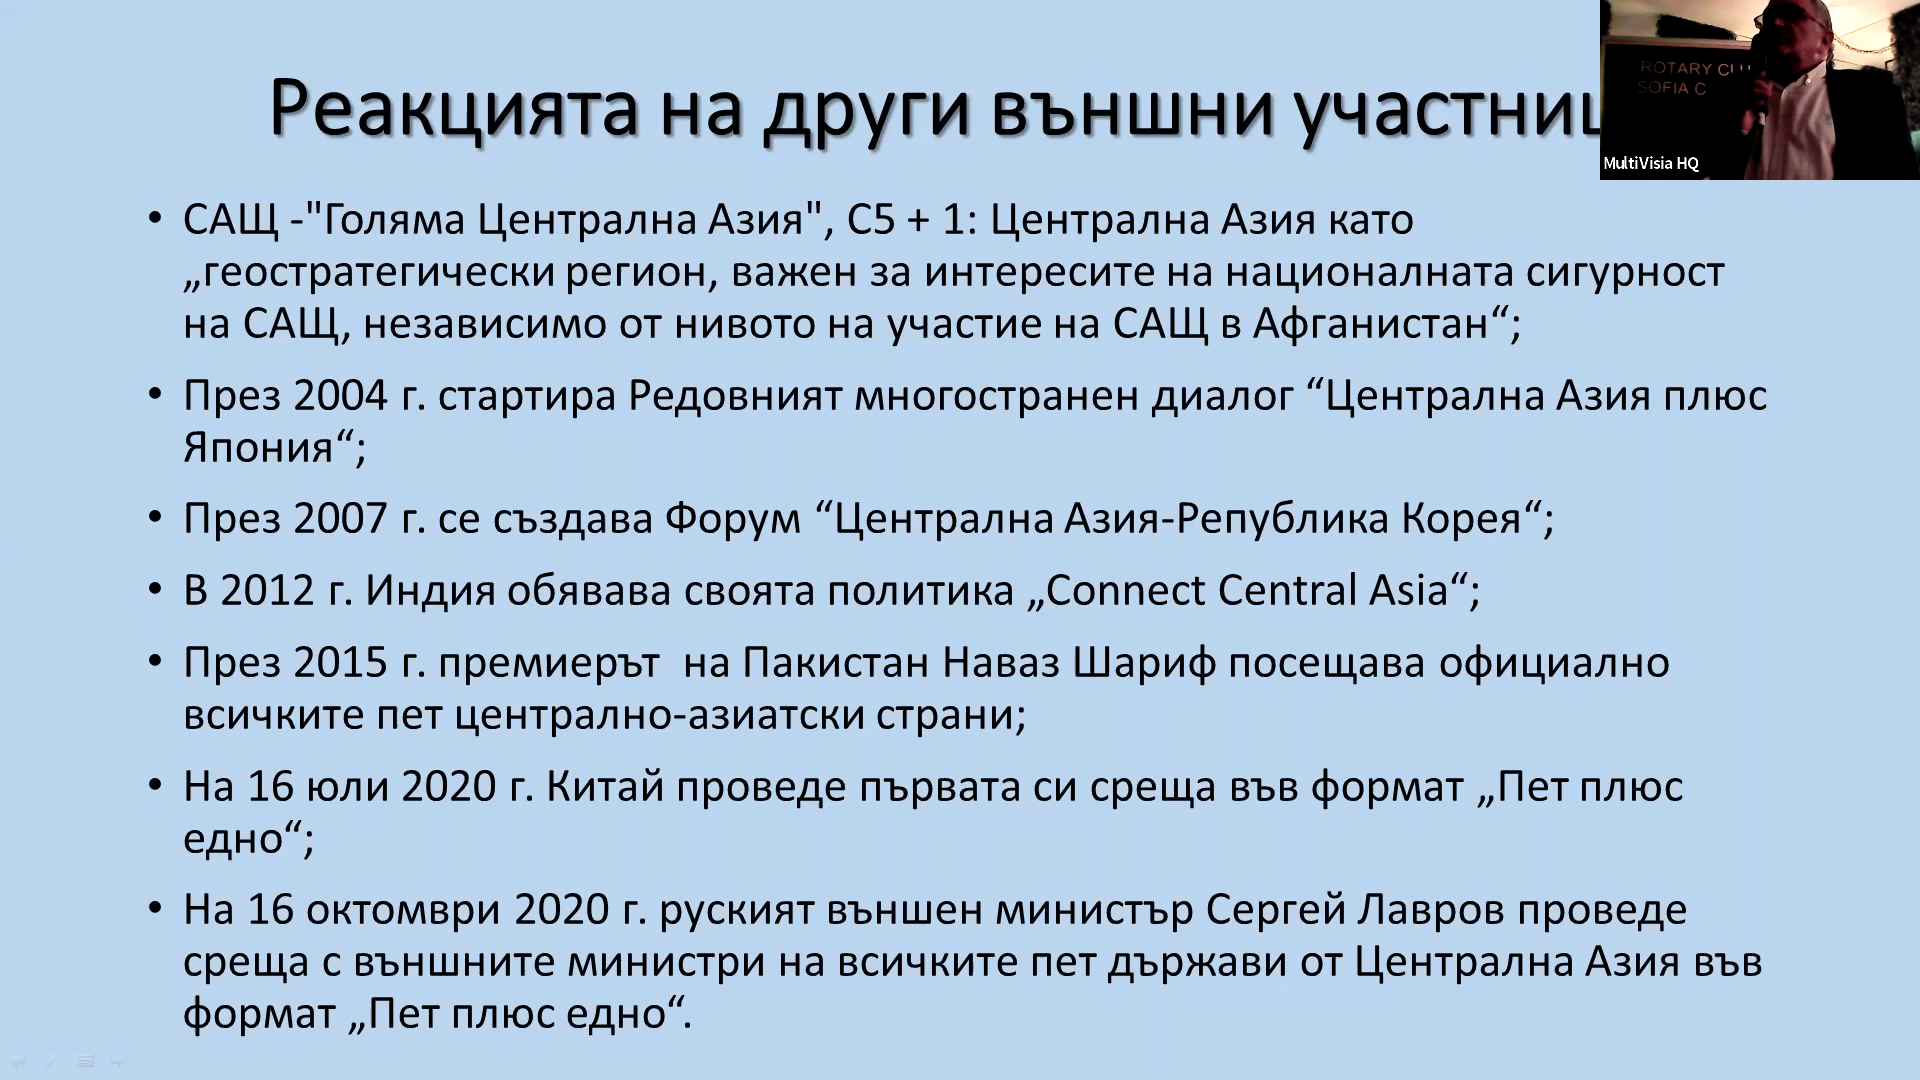 Реакцията на други външни
ROTARY
SOFIA C
MultiVisia HQ
• САЩ -"Голяма Централна Азия", С5 + 1: Централна Азия като
„геостратегически регион, важен за интересите на националната сигурност
на САЩ, независимо от нивото на участие на САЩ в Афганистан“;
• През 2004 г. стартира Редовният многостранен диалог “Централна Азия плюс
Япония“;
• През 2007 г. се създава Форум “Централна Азия-Република Корея“;
• В 2012 г. Индия обявава своята политика „Connect Central Asia“;
• През 2015 г. премиерът  на Пакистан Наваз Шариф посещава официално
всичките пет централно-азиатски страни;
• На 16 юли 2020 г. Китай проведе първата си среща във формат „Пет плюс
едно“;
• На 16 октомври 2020 г. руският външен министър Сергей Лавров проведе
среща с външните министри на всичките пет държави от Централна Азия във
формат „Пет плюс едно“.